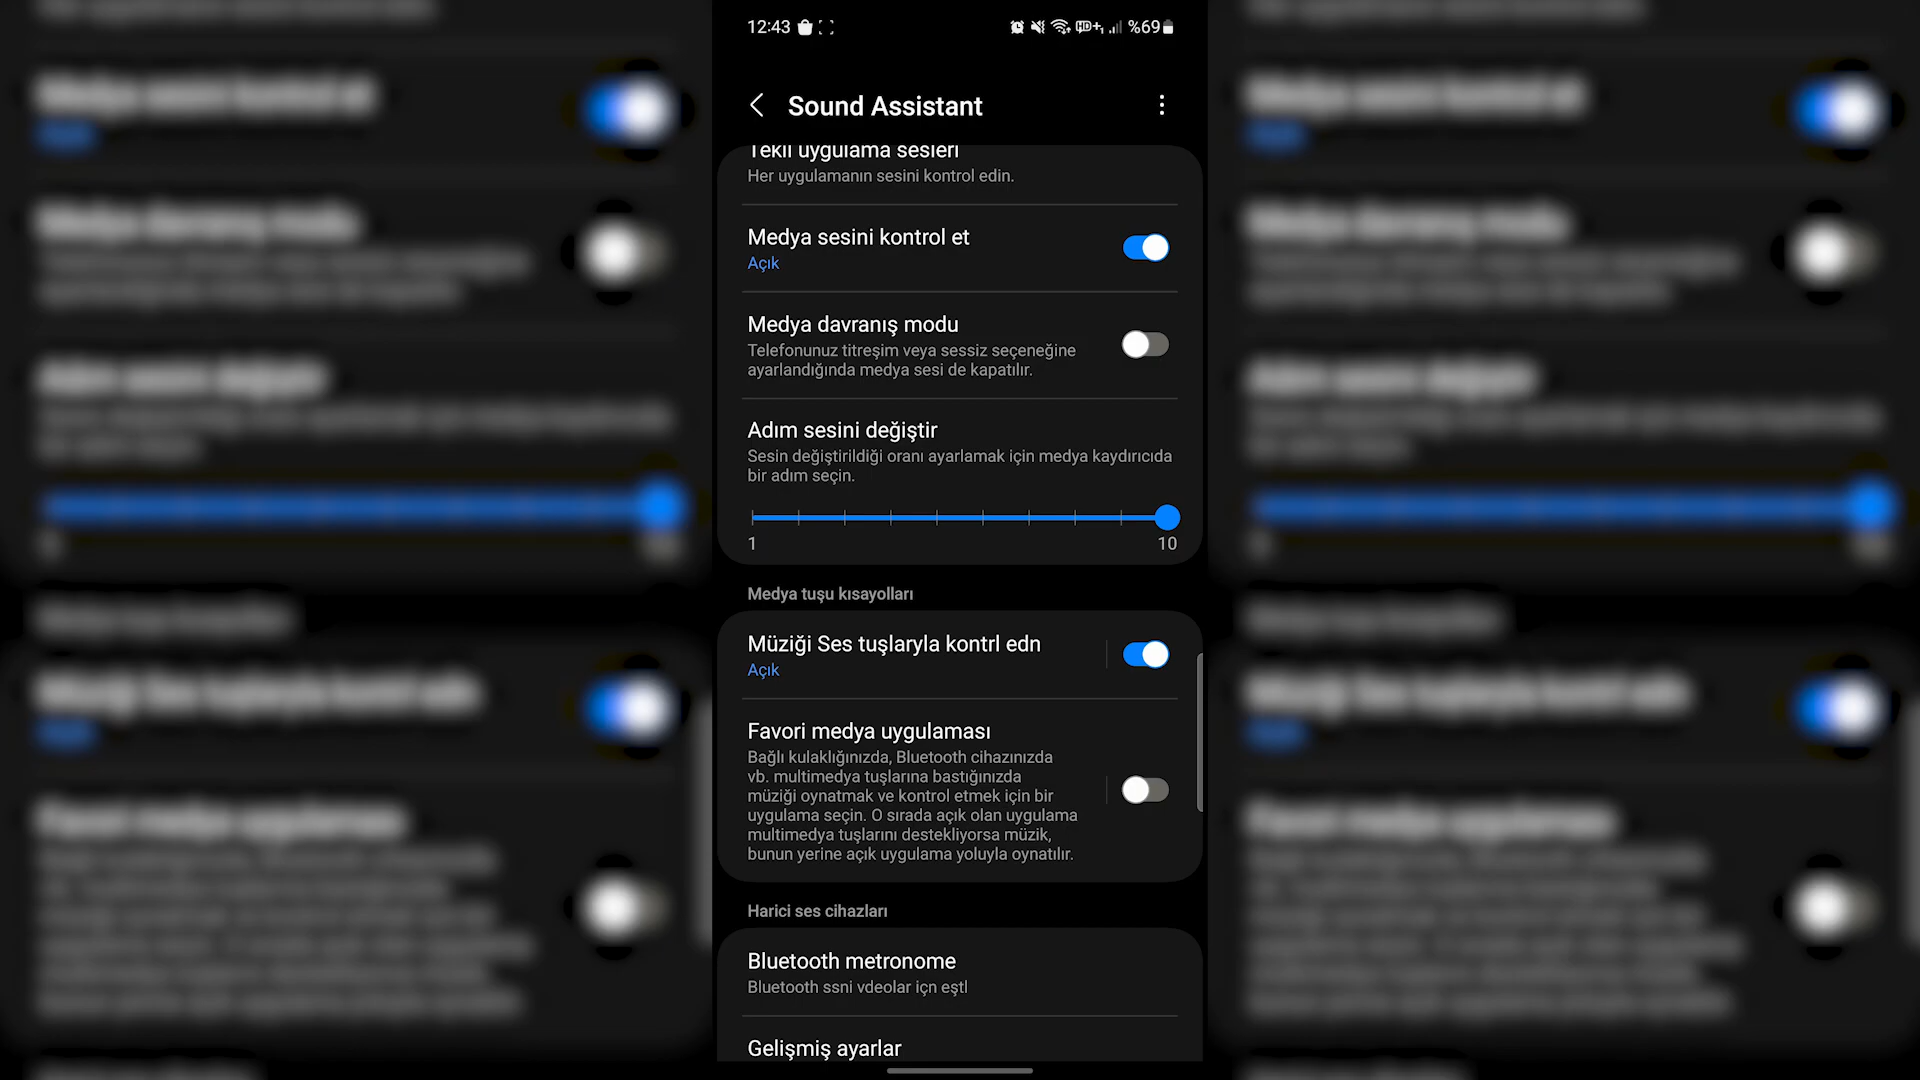 12:43
%69
Sound Assistant
Tekli uygulama sesleri
Her uygulamanın sesini kontrol edin.
Medya sesini kontrol et
Açık
Medya davranış modu
Telefonunuz titreşim veya sessiz seçeneğine
ayarlandığında medya sesi de kapatılır.
Adım sesini değiştir
Sesin değiştirildiği oranı ayarlamak için medya kaydırıcıda
bir adım seçin.
1
10
Medya tuşu kısayolları
Müziği Ses tuşlaryla kontrl edn
Açık
Favori medya uygulaması
Bağlı kulaklığınızda, Bluetooth cihazınızda
vb. multimedya tuşlarına bastığınızda
müziği oynatmak ve kontrol etmek için bir
uygulama seçin. O sırada açık olan uygulama
multimedya tuşlarını destekliyorsa müzik,
bunun yerine açık uygulama yoluyla oynatılır.
Harici ses cihazları
Bluetooth metronome
Bluetooth ssni vdeolar içn eştl
Gelişmiş ayarlar